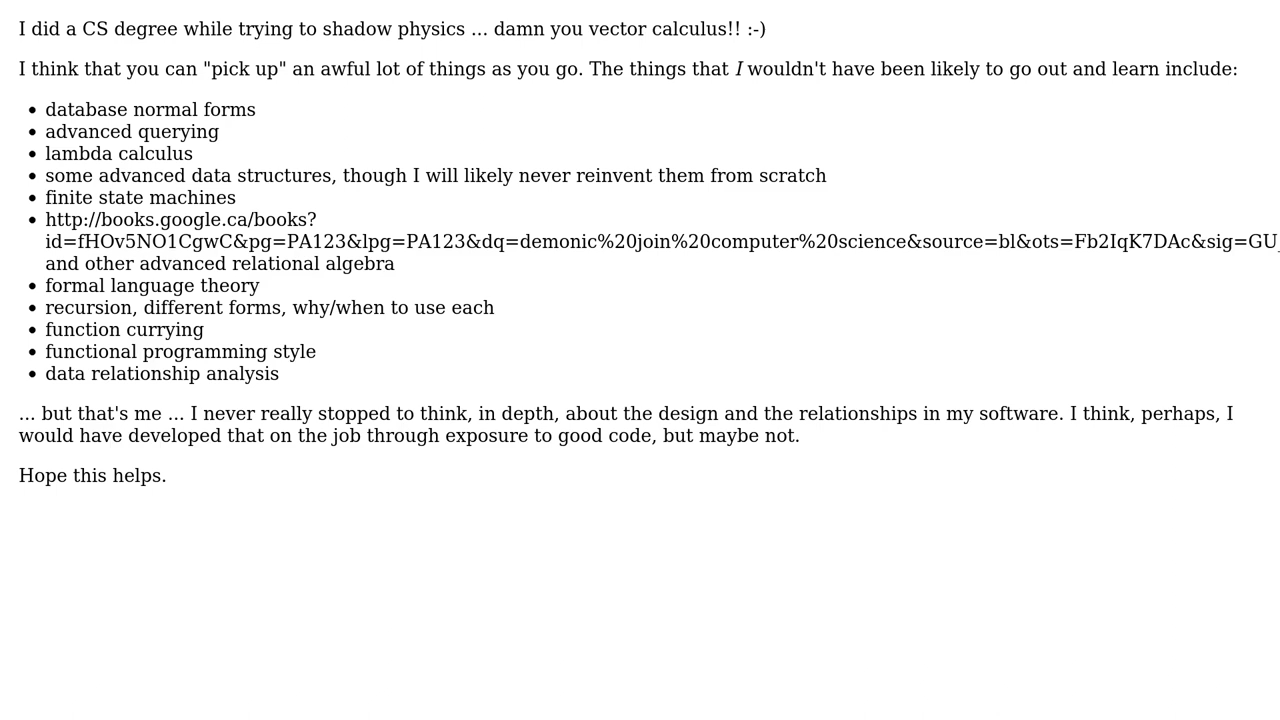 I did a CS degree while trying to shadow physics ... damn you vector calculus!! :-)
I think that you can "pick up" an awful lot of things as you go. The things that I wouldn't have been likely to go out and learn include:
• database normal forms
• advanced querying
• lambda calculus
• some advanced data structures, though I will likely never reinvent them from scratch
• finite state machines
• http://books.google.ca/books?
id=fHOv5NO1CgwC&pg=PA123&lpg=PA123&dq=demonic%20join%20computer%20science&source=bl&ots=Fb2IqK7DAc&sig=GU_
and other advanced relational algebra
• formal language theory
• recursion, different forms, why/when to use each
• function currying
• functional programming style
• data relationship analysis
... but that's me ... I never really stopped to think, in depth, about the design and the relationships in my software. I think, perhaps, I
would have developed that on the job through exposure to good code, but maybe not.
Hope this helps.